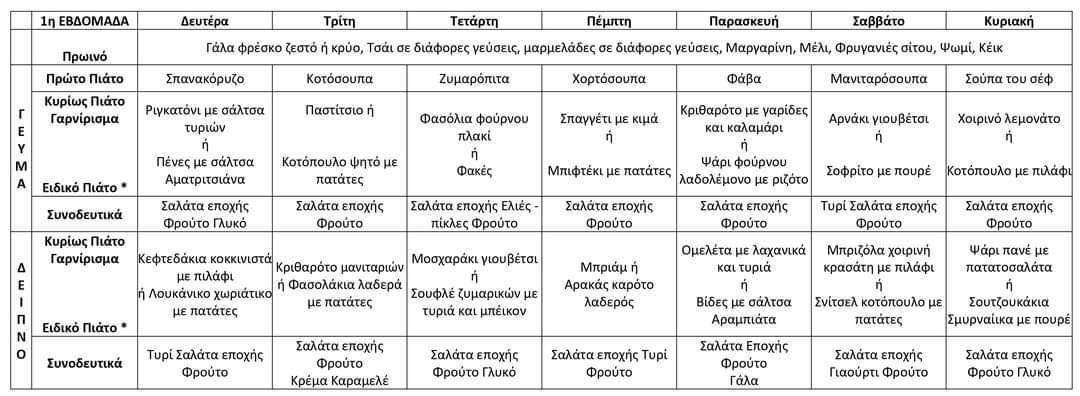 1η ΕΒΔΟΜΑΔΑ Δευτέρα Τρίτη Τετάρτη Πέμπτη Παρασκευή Σαββάτο Κυριακή
Πρωινό
Γάλα φρέσκο ζεστό ή κρύο, Τσάι σε διάφορες γεύσεις, μαρμελάδες σε διάφορες γεύσεις, Μαργαρίνη, Μέλι, Φρυγανιές σίτου, Ψωμί, Κέικ
ΓΕΥΜΑ
Πρώτο Πιάτο
Σπανακόρυζο
Κοτόσουπα
Ζυμαρόπιτα
Χορτόσουπα
Φάβα
Μανιταρόσουπα
Σούπα του σέφ
Κυρίως Πιάτο
Γαρνίρισμα
Ειδικό Πιάτο *
Ριγκατόνι με σάλτσα
τυριών
ή
Πένες με σάλτσα
Αματριτσιάνα
Παστίτσιο ή
Κοτόπουλο ψητό με
πατάτες
Φασόλια φούρνου
πλακί
ή
Φακές
Σπαγγέτι με κιμά
ή
Μπιφτέκι με πατάτες
Κριθαρότο με γαρίδες
και καλαμάρι
ή
Ψάρι φούρνου
λαδολέμονο με ριζότο
Αρνάκι γιουβέτσι
ή
Σοφρίτο με πουρέ
Χοιρινό λεμονάτο
ή
Κοτόπουλο με πιλάφι
Συνοδευτικά
Σαλάτα εποχής
Φρούτο Γλυκό
Σαλάτα εποχής
Φρούτο
Σαλάτα εποχής Ελιές -
πίκλες Φρούτο
Σαλάτα εποχής
Φρούτο
Σαλάτα εποχής
Φρούτο
Τυρί Σαλάτα εποχής
Φρούτο
Σαλάτα εποχής
Φρούτο
ΔΕΙΠΝΟ
Κυρίως Πιάτο
Γαρνίρισμα
Ειδικό Πιάτο *
Κεφτεδάκια κοκκινιστά
με πιλάφι
ή Λουκάνικο χωριάτικο
με πατάτες
Κριθαρότο μανιταριών
ή Φασολάκια λαδερά
με πατάτες
Μοσχαράκι γιουβέτσι
ή
Σουφλέ ζυμαρικών με
τυριά και μπέικον
Μπριάμ ή
Αρακάς καρότο
λαδερός
Ομελέτα με λαχανικά
και τυριά
ή
Βίδες με σάλτσα
Αραμπιάτα
Μπριζόλα χοιρινή
κρασάτη με πιλάφι
ή
Σνίτσελ κοτόπουλο με
πατάτες
Ψάρι πανέ με
πατατοσαλάτα
ή
Σουτζουκάκια
Σμυρναίικα με πουρέ
Συνοδευτικά
Τυρί Σαλάτα εποχής
Φρούτο
Σαλάτα εποχής
Φρούτο
Κρέμα Καραμελέ
Σαλάτα εποχής
Φρούτο Γλυκό
Σαλάτα εποχής Τυρί
Φρούτο
Σαλάτα Εποχής
Φρούτο
Γάλα
Σαλάτα εποχής
Γιαούρτι Φρούτο
Σαλάτα εποχής
Φρούτο Γλυκό